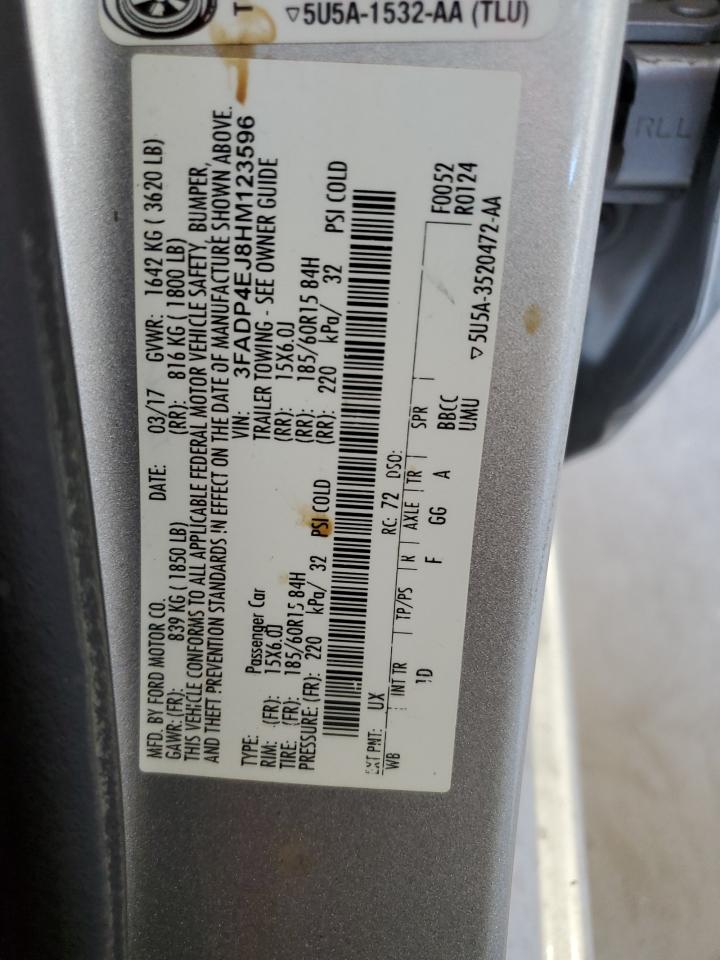 ▽5U5A-1532-AA (TLU)
MFD. BY FORD MOTOR CO. DATE: 03/17 GVWR: 1642 KG ( 3620 LB)
GAWR: (FR): 839 KG ( 1850 LB) (RR): 816 KG ( 1800 LB)
THIS VEHICLE CONFORMS TO ALL APPLICABLE FEDERAL MOTOR VEHICLE SAFETY, BUMPER,
AND THEFT PREVENTION STANDARDS IN EFFECT ON THE DATE OF MANUFACTURE SHOWN ABOVE.
VIN: 3FADP4EJ8HM123596
TYPE: Passenger Car TRAILER TOWING - SEE OWNER GUIDE
RIM: (FR): 15X6.0J (RR): 15X6.0J
TIRE: (FR): 185/60R15 84H (RR): 185/60R15 84H
PRESSURE: (FR): 220 kPa/ 32 PSI COLD (RR): 220 kPa/ 32 PSI COLD
EXT PNT: UX RC: 72 DSO: F0052
WB INT TR TP/PS R AXLE TR SPR R0124
1D F GG A BBCC
UMU ▽5U5A-3520472-AA
RLL